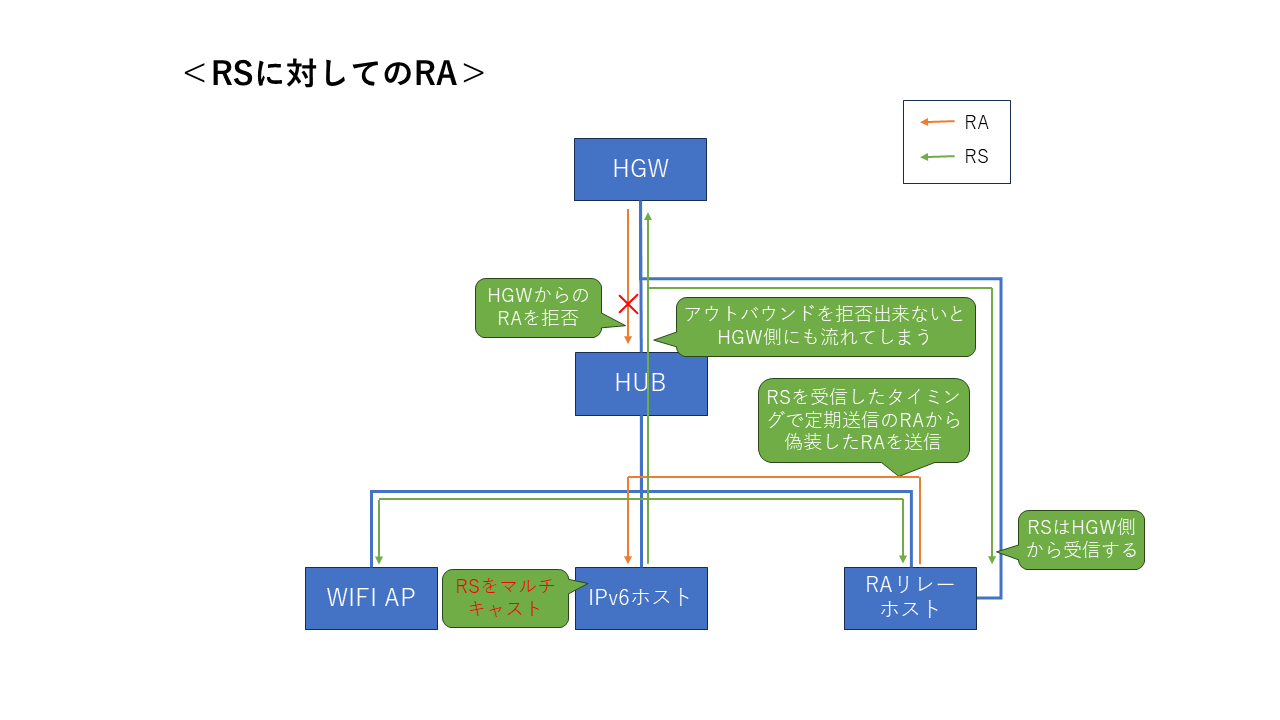 ＜RSに対してのRA＞
RA
RS
HGW
HGWからの
RAを拒否
アウトバウンドを拒否出来ないと
HGW側にも流れてしまう
HUB
RSを受信したタイミン
グで定期送信のRAから
偽装したRAを送信
RSはHGW側
から受信する
WIFI AP
RSをマルチ
キャスト
IPv6ホスト
RAリレー
ホスト